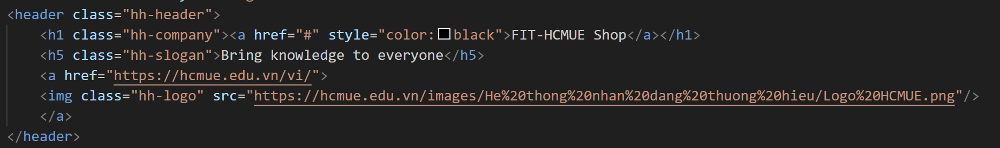 <header class="hh-header">
<h1 class="hh-company"><a href="#" style="color:black">FIT-HCMUE Shop</a></h1>
<h5 class="hh-slogan">Bring knowledge to everyone</h5>
<a href="https://hcmue.edu.vn/vi/">
<img class="hh-logo" src="https://hcmue.edu.vn/images/He%20thong%20nhan%20dang%20thuong%20hieu/Logo%20HCMUE.png"/>
</a>
</header>